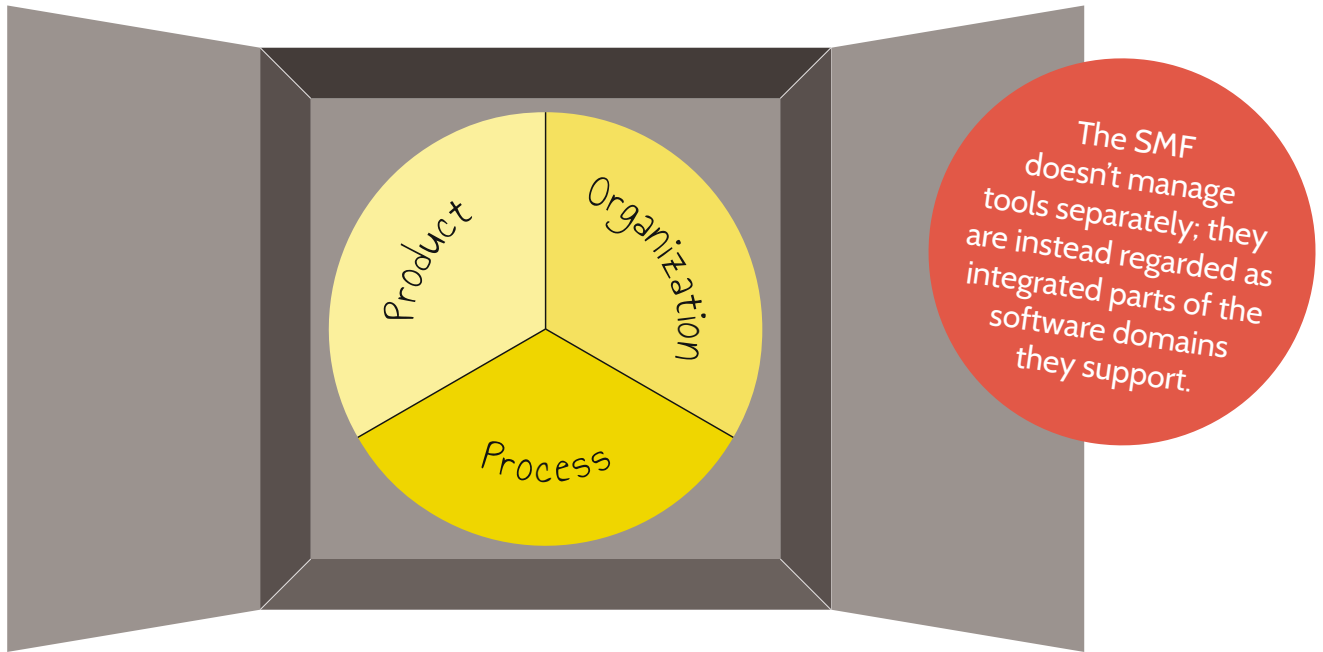 Product
Organization
Process
The SMF
doesn’t manage
tools separately; they
are instead regarded as
integrated parts of the
software domains
they support.